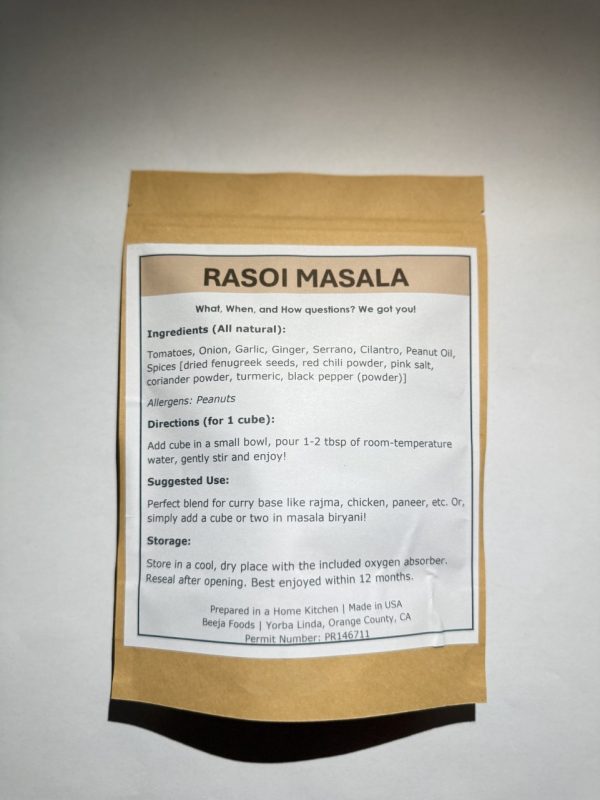 RASOI MASALA
What, When, and How questions? We got you!
Ingredients (All natural):
Tomatoes, Onion, Garlic, Ginger, Serrano, Cilantro, Peanut Oil,
Spices [dried fenugreek seeds, red chili powder, pink salt,
coriander powder, turmeric, black pepper (powder)]
Allergens: Peanuts
Directions (for 1 cube):
Add cube in a small bowl, pour 1-2 tbsp of room-temperature
water, gently stir and enjoy!
Suggested Use:
Perfect blend for curry base like rajma, chicken, paneer, etc. Or,
simply add a cube or two in masala biryani!
Storage:
Store in a cool, dry place with the included oxygen absorber.
Reseal after opening. Best enjoyed within 12 months.
Prepared in a Home Kitchen | Made in USA
Beeja Foods | Yorba Linda, Orange County, CA
Permit Number: PR146711